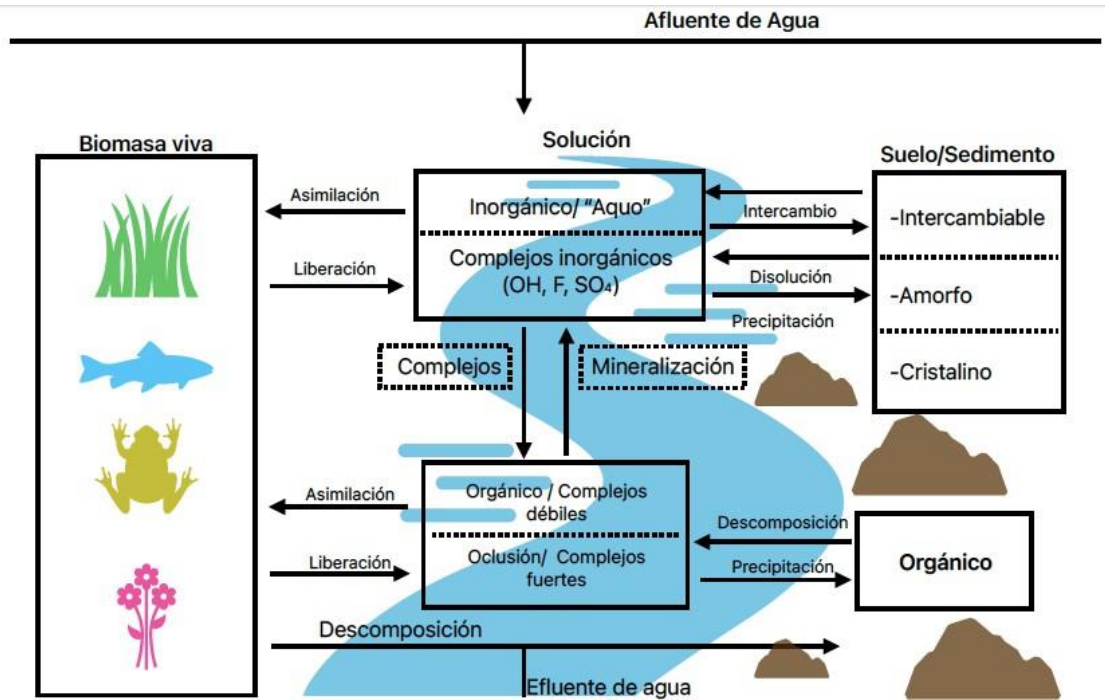 Afluente de Agua
Biomasa viva
Solución
Suelo/Sedimento
Asimilación
Inorgánico/ “Aquo”
Intercambio
-Intercambiable
Liberación
Complejos inorgánicos
(OH, F, SO₄)
Disolución
-Amorfo
Precipitación
Complejos
Mineralización
-Cristalino
Asimilación
Orgánico / Complejos
débiles
Descomposición
Liberación
Oclusión/ Complejos
fuertes
Precipitación
Orgánico
Descomposición
Efluente de agua